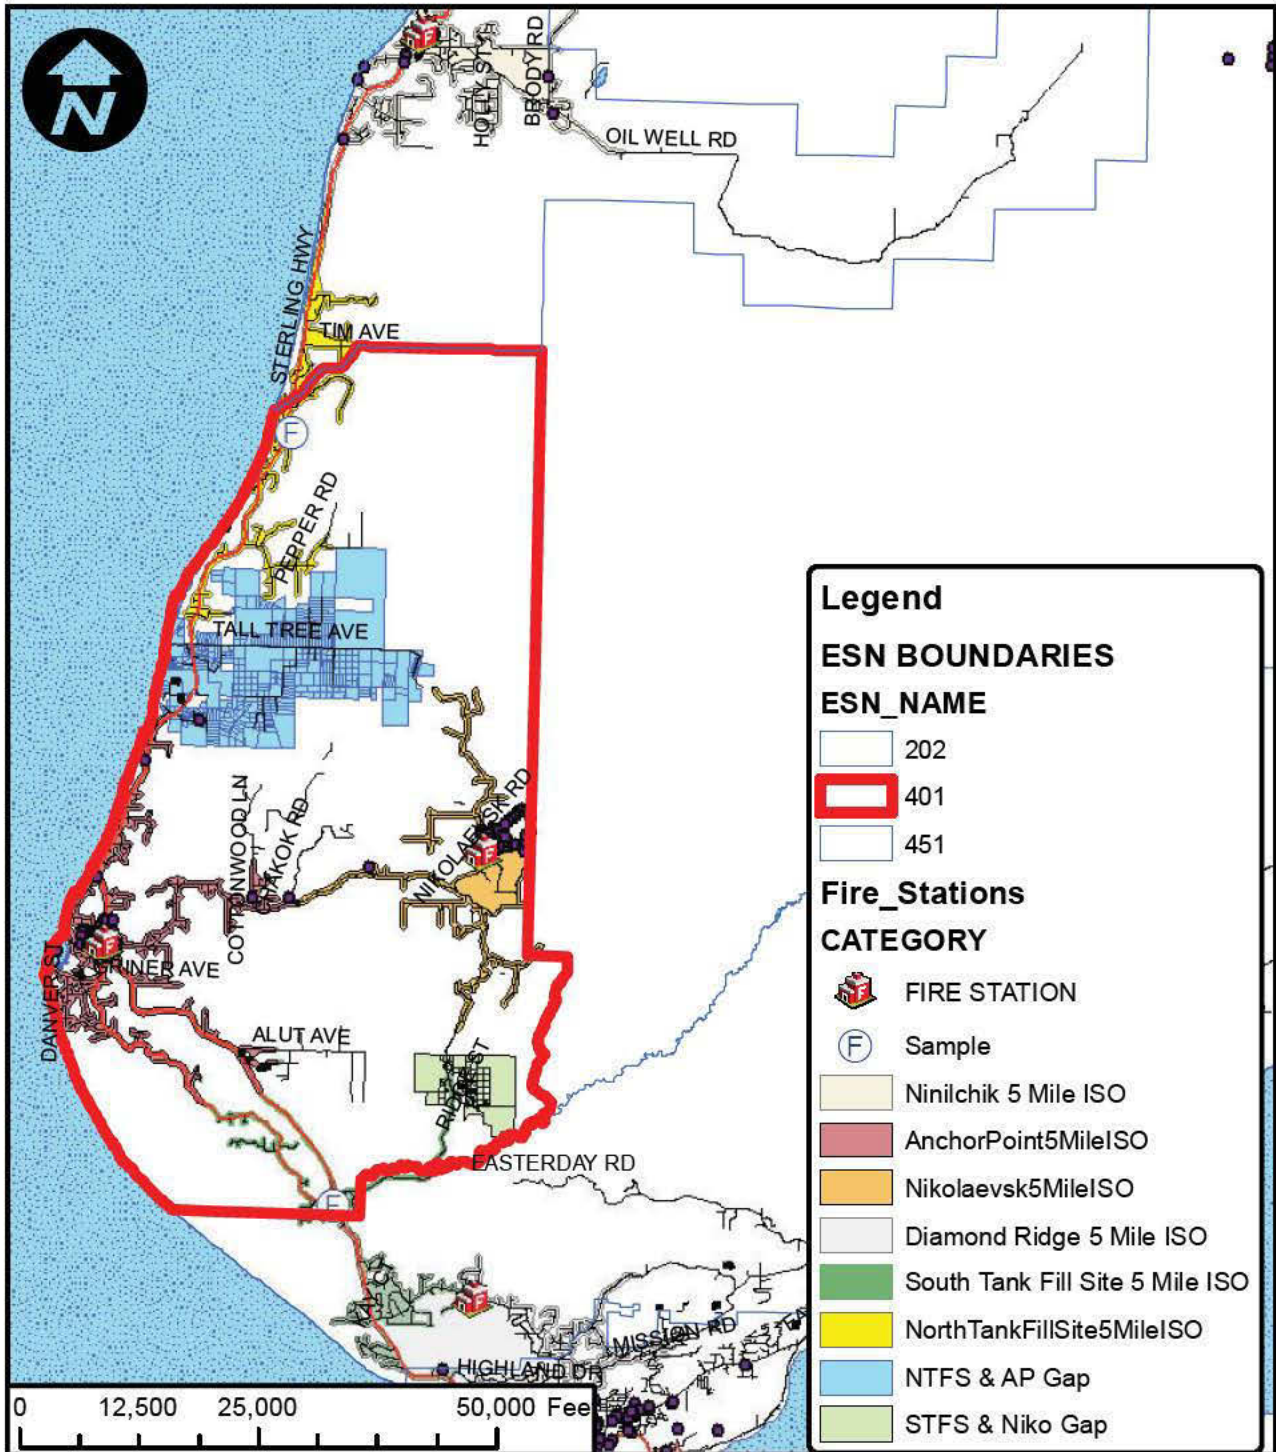 N
HOLLY ST
BRODY RD
OIL WELL RD
STERLING HWY
TIM AVE
F
PEPPER RD
TALL TREE AVE
COTTONWOOD LN
NIKOLAEVSK RD
DANVER ST
ALUT AVE
EASTERDAY RD
F
MISSION RD
HIGHLAND DR
0 12,500 25,000 50,000 Fee
Legend
ESN BOUNDARIES
ESN_NAME
202
401
451
Fire_Stations
CATEGORY
FIRE STATION
F Sample
Ninilchik 5 Mile ISO
AnchorPoint5MileISO
Nikolaevsk5MileISO
Diamond Ridge 5 Mile ISO
South Tank Fill Site 5 Mile ISO
NorthTankFillSite5MileISO
NTFS & AP Gap
STFS & Niko Gap